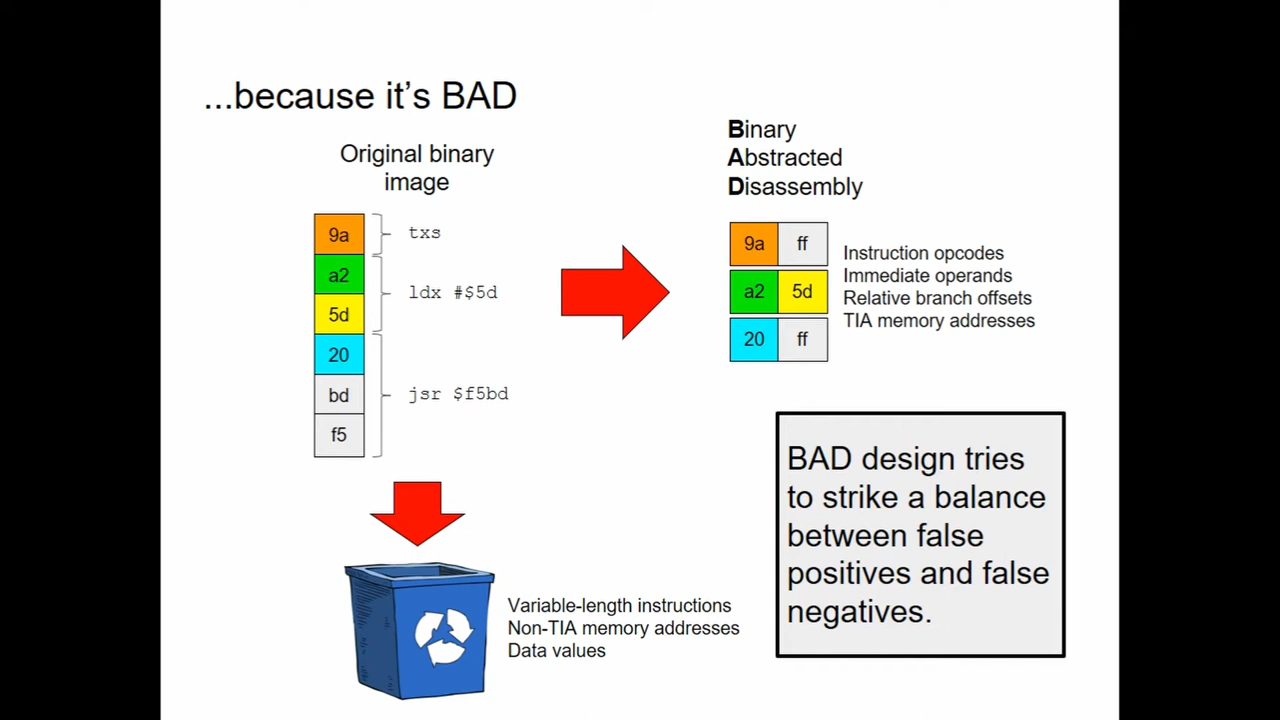 ...because it's BAD
Original binary
image
9a
txs
a2
5d
ldx #$5d
20
bd
f5
jsr $f5bd
Binary
Abstracted
Disassembly
9a ff
a2 5d
20 ff
Instruction opcodes
Immediate operands
Relative branch offsets
TIA memory addresses
Variable-length instructions
Non-TIA memory addresses
Data values
BAD design tries
to strike a balance
between false
positives and false
negatives.